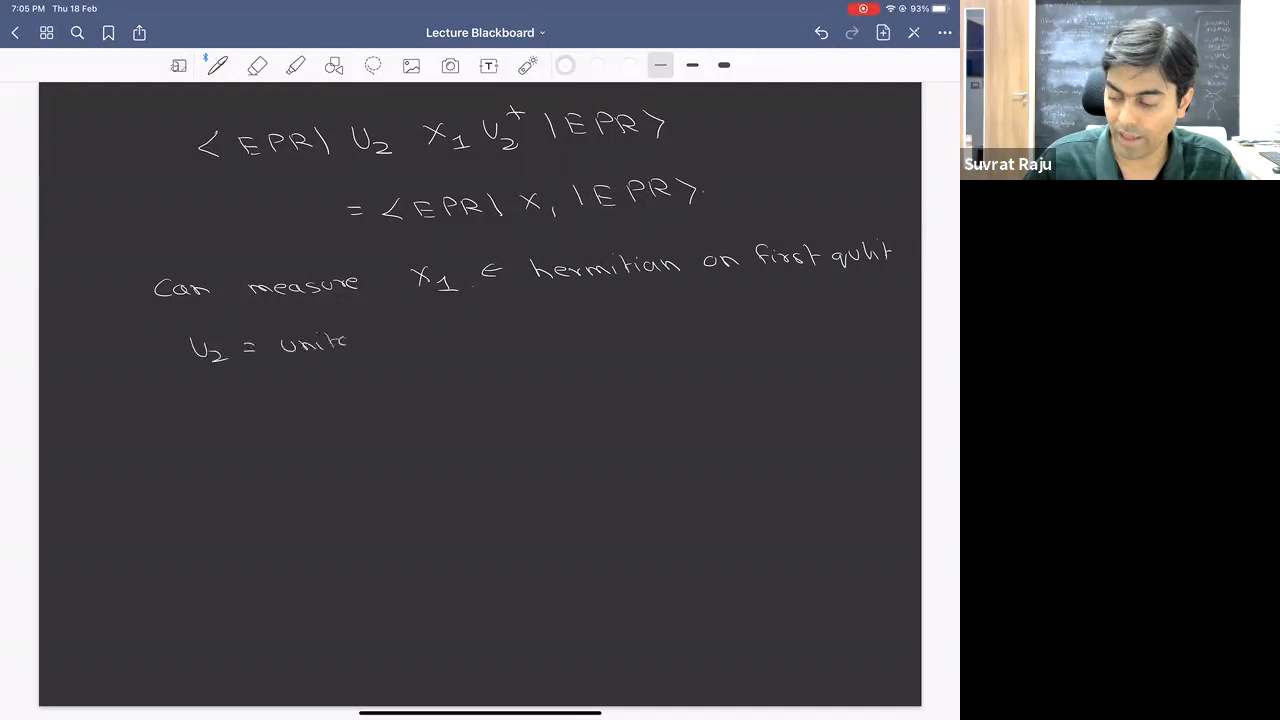 7:05 PM Thu 18 Feb
93%
Lecture Blackboard
< EPR| U₂ X₁ U₂† |EPR>
= <EPR| X₁ |EPR>.
Can measure X₁ ← hermitian on first qubit
U₂ = unita
Suvrat Raju